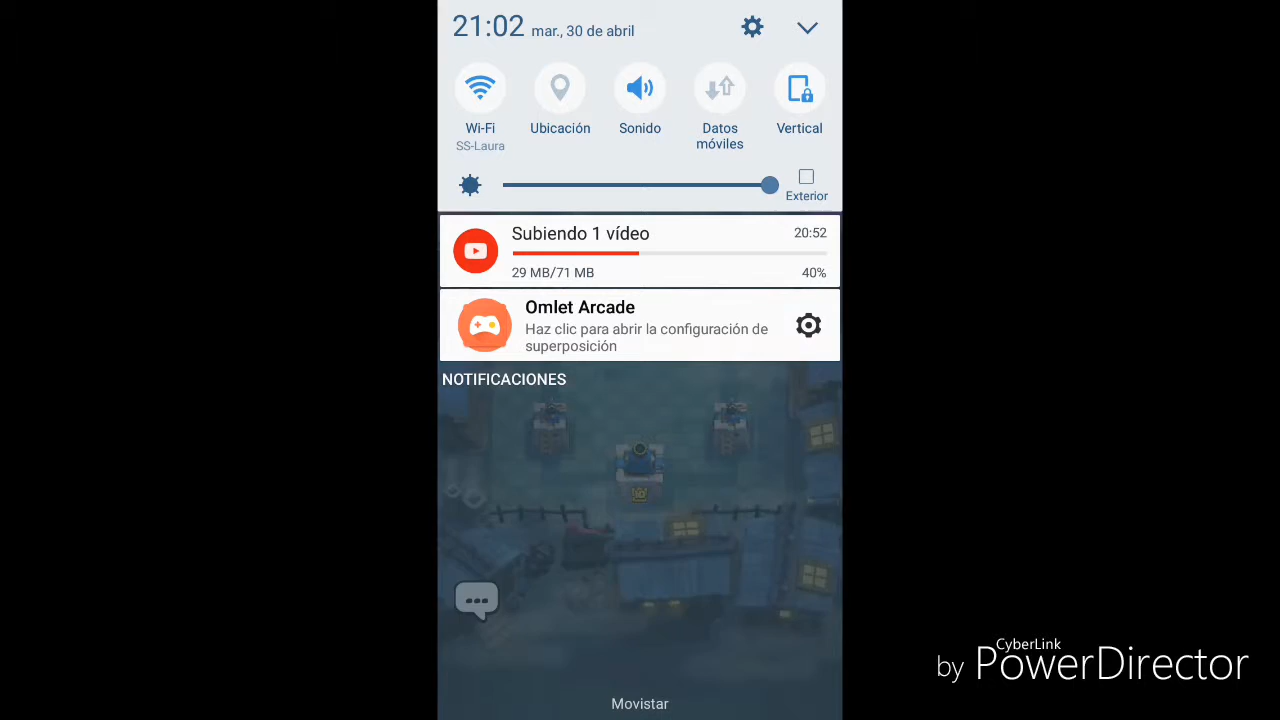 21:02 mar., 30 de abril
Wi-Fi
SS-Laura
Ubicación
Sonido
Datos
móviles
Vertical
Exterior
Subiendo 1 vídeo 20:52
29 MB/71 MB 40%
Omlet Arcade
Haz clic para abrir la configuración de
superposición
NOTIFICACIONES
Movistar
CyberLink
by PowerDirector